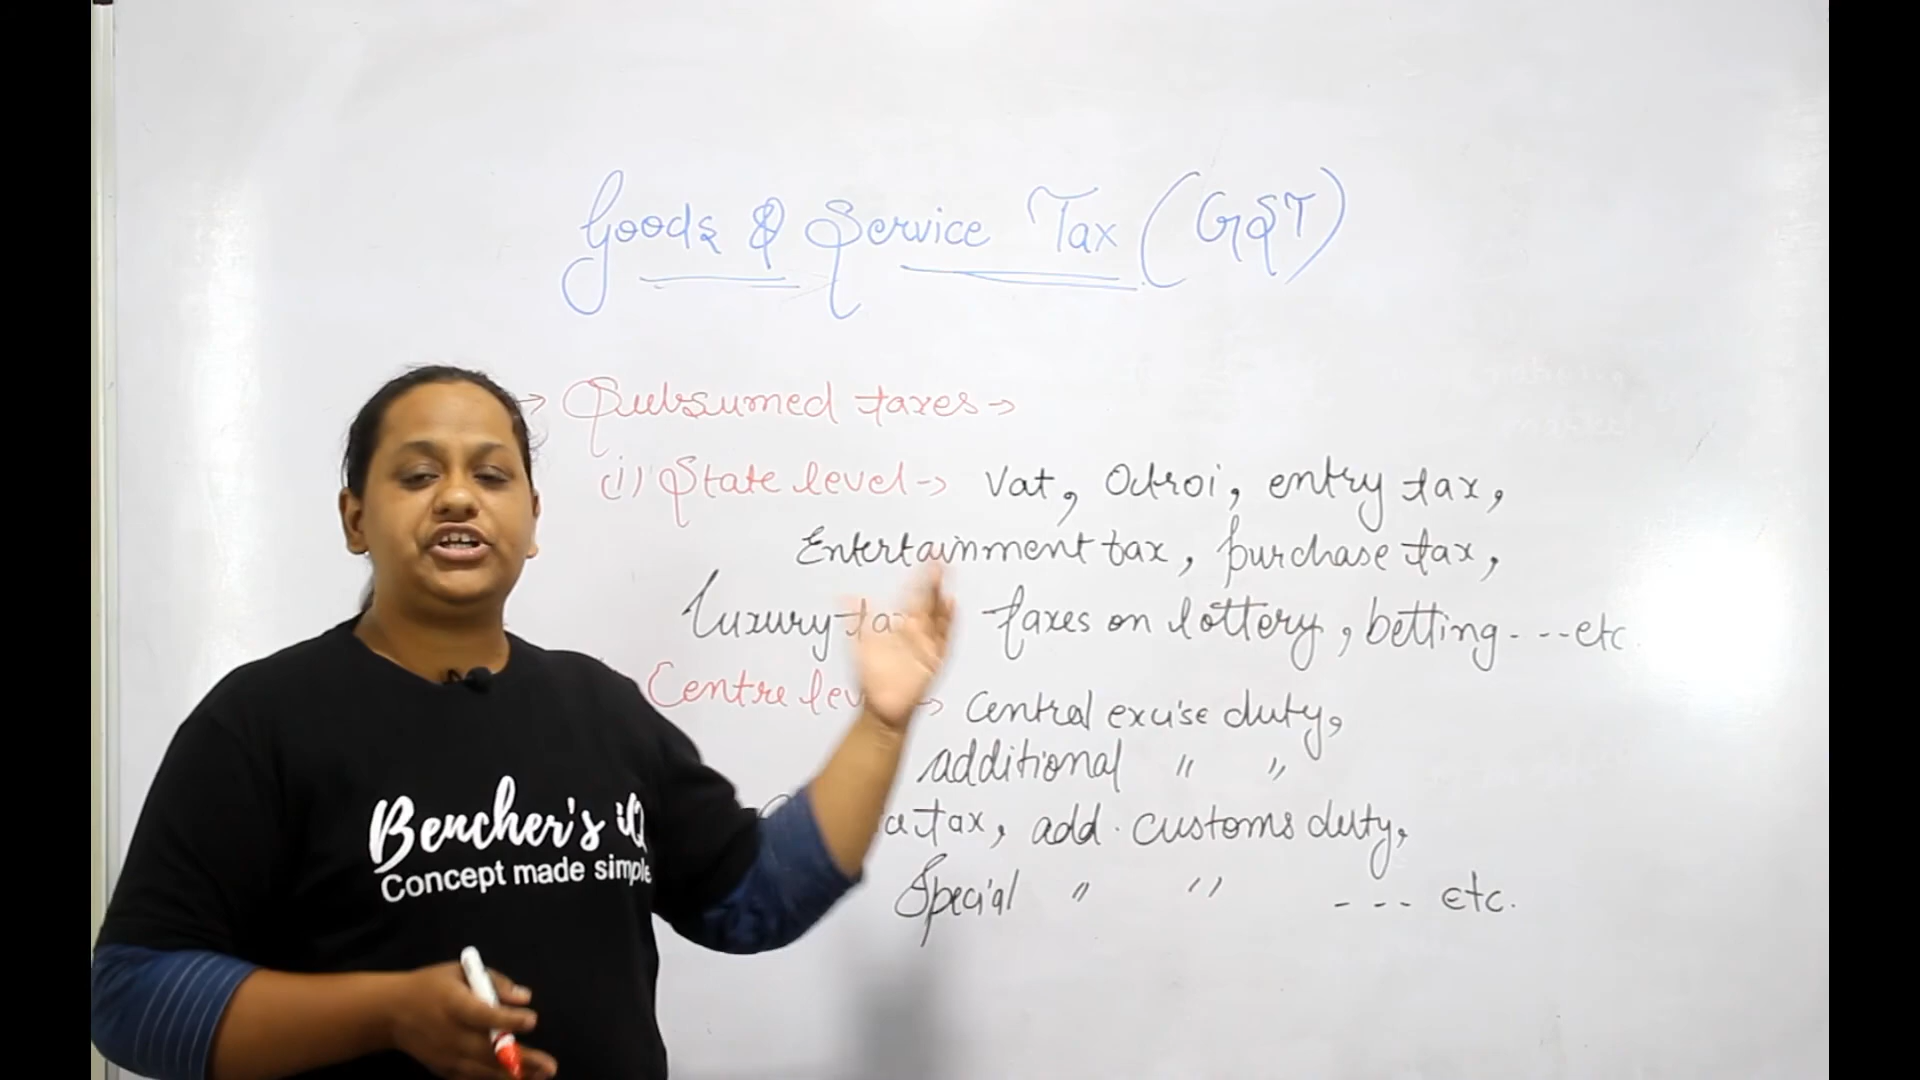 Goods & Service Tax (GST)
→ Subsumed taxes →
(i) State level → Vat, Octroi, entry tax,
Entertainment tax, purchase tax,
Luxury taxes on lottery, betting - - - etc.
Centre → Central excise duty,
additional " "
tax, add. customs duty,
Special " " - - - etc.
Bencher's iQ
Concept made simple